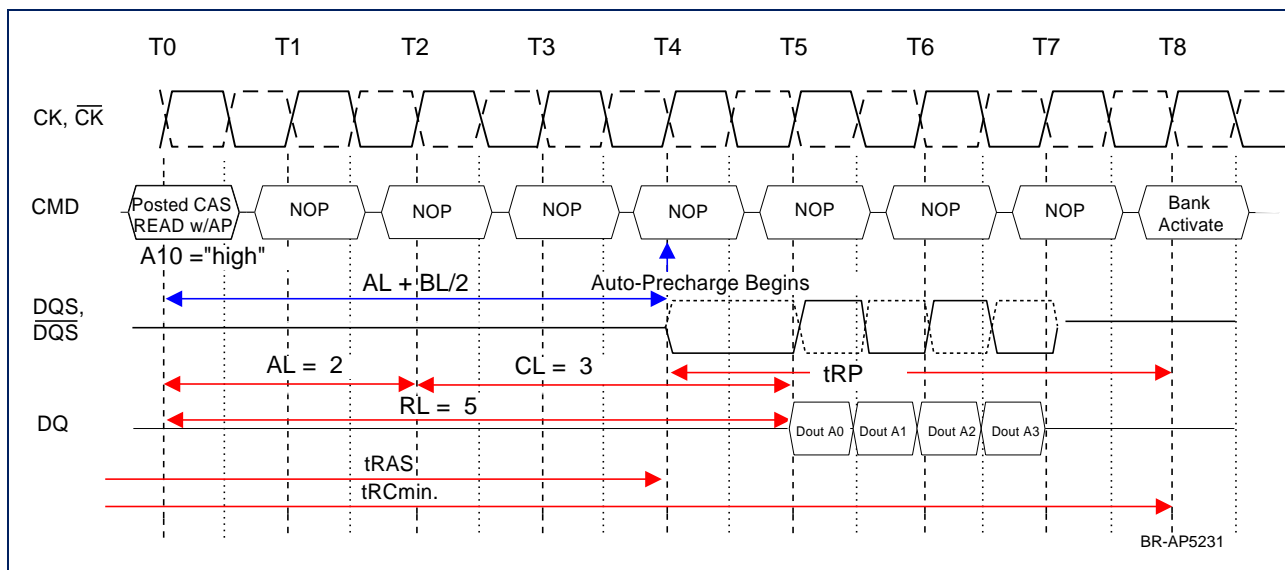 T0 T1 T2 T3 T4 T5 T6 T7 T8
CK, CK
CMD
Posted CAS
READ w/AP
NOP NOP NOP NOP NOP NOP NOP
Bank
Activate
A10 ="high"
AL + BL/2
Auto-Precharge Begins
DQS,
DQS
AL = 2
CL = 3
tRP
RL = 5
DQ
Dout A0 Dout A1 Dout A2 Dout A3
tRAS
tRCmin.
BR-AP5231